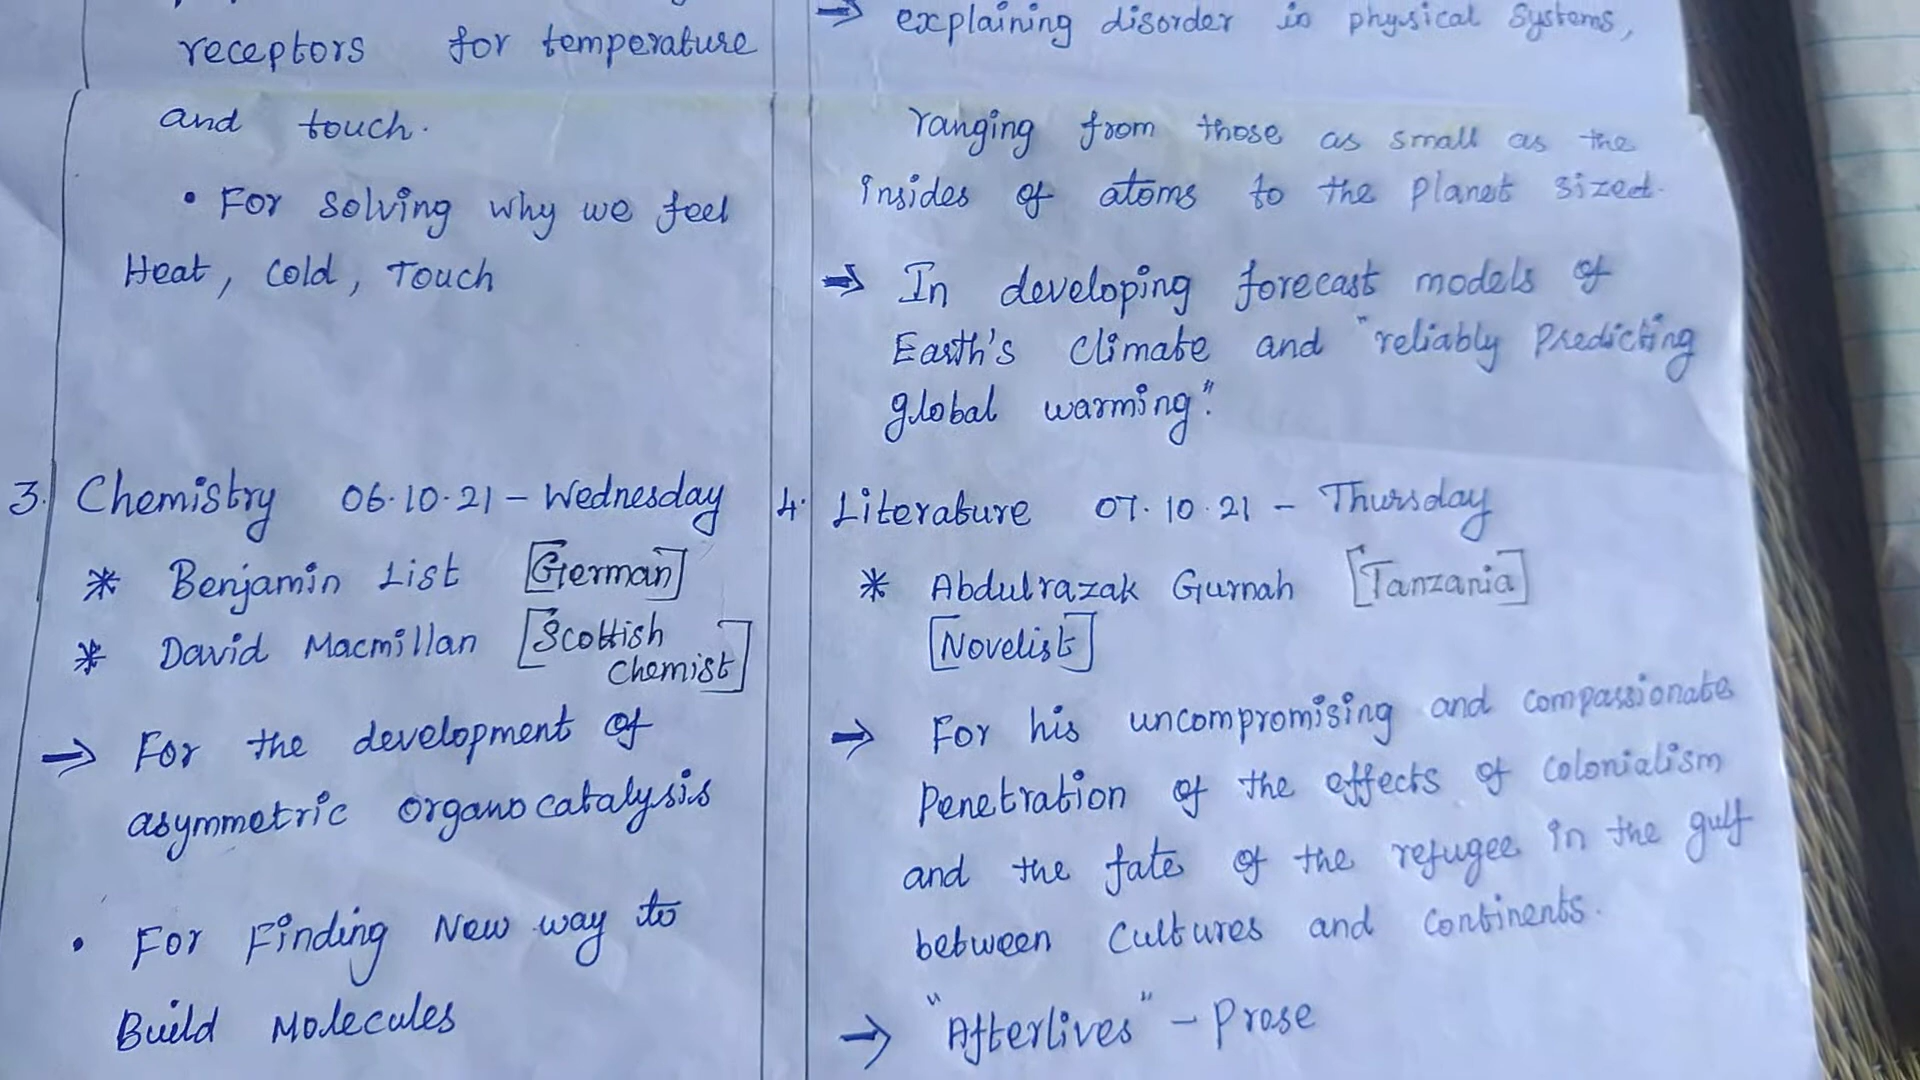 receptors for temperature
and touch.
• For Solving why we feel
Heat, Cold, Touch
3. Chemistry 06.10.21 - Wednesday
* Benjamin List [German]
* David Macmillan [Scottish
Chemist]
⇒ For the development of
asymmetric organocatalysis
• For Finding New way to
Build Molecules
⇒ explaining disorder in physical Systems,
ranging from those as small as the
insides of atoms to the Planet sized.
⇒ In developing forecast models of
Earth's Climate and "reliably Predicting
global warming".
4. Literature 07.10.21 - Thursday
* Abdulrazak Gurnah [Tanzania]
[Novelist]
⇒ For his uncompromising and compassionate
Penetration of the effects of Colonialism
and the fate of the refugee in the gulf
between Cultures and Continents.
⇒ "Afterlives" - Prose